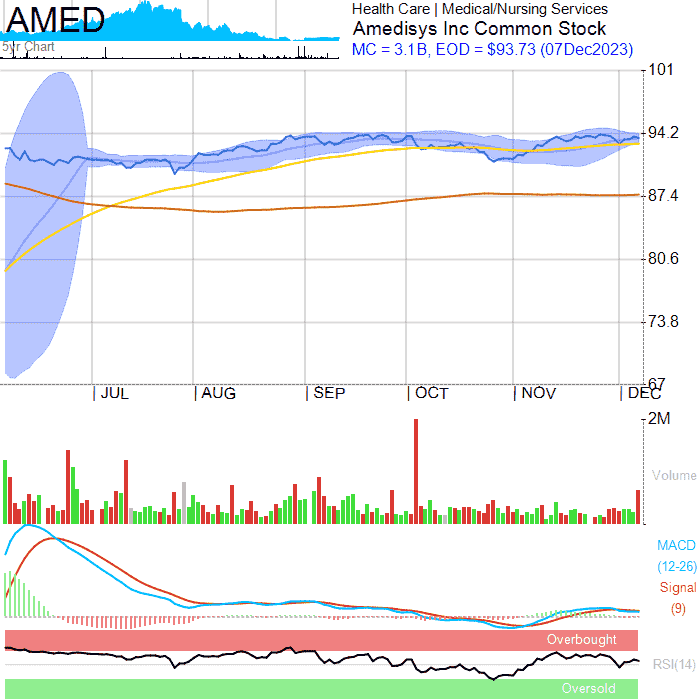 AMED
5yr Chart
Health Care | Medical/Nursing Services
Amedisys Inc Common Stock
MC = 3.1B, EOD = $93.73 (07Dec2023)
101
94.2
87.4
80.6
73.8
67
JUL AUG SEP OCT NOV DEC
2M
Volume
MACD
(12-26)
Signal
(9)
Overbought
RSI(14)
Oversold